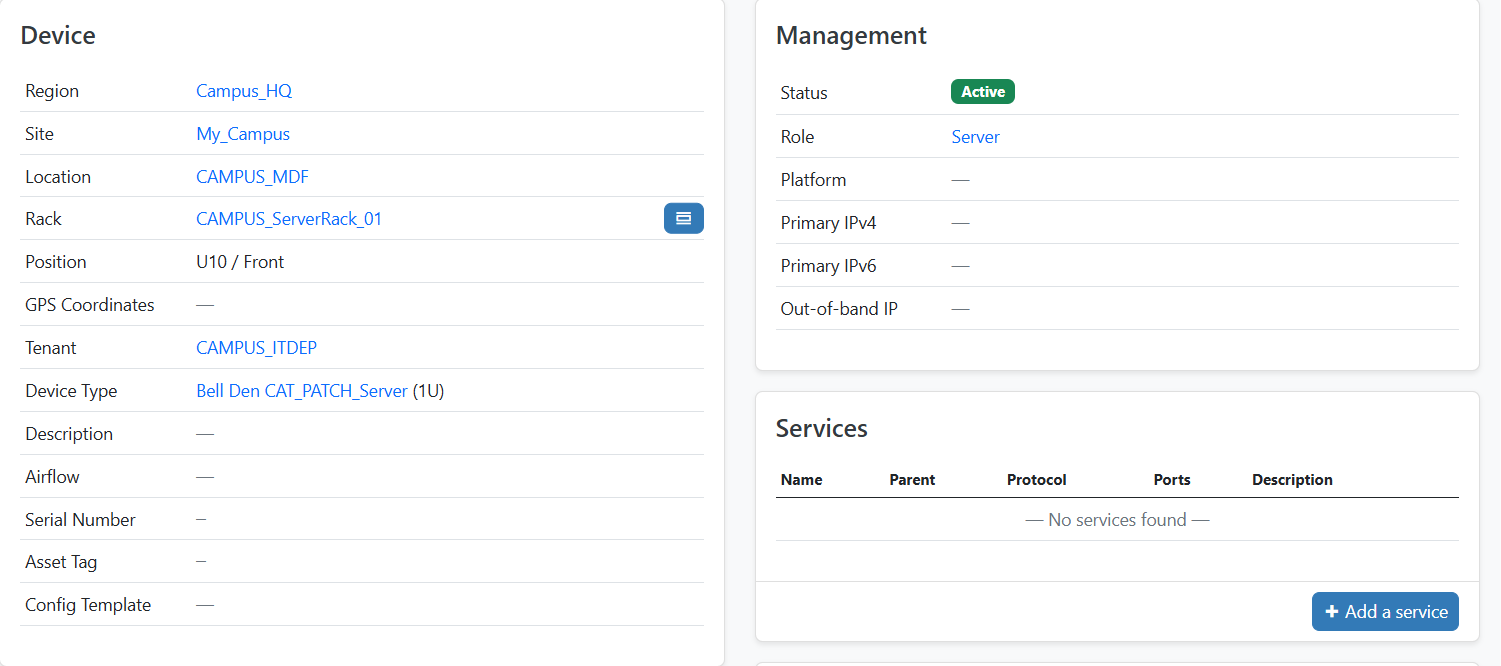 Device
Region Campus_HQ
Site My_Campus
Location CAMPUS_MDF
Rack CAMPUS_ServerRack_01
Position U10 / Front
GPS Coordinates —
Tenant CAMPUS_ITDEP
Device Type Bell Den CAT_PATCH_Server (1U)
Description —
Airflow —
Serial Number –
Asset Tag –
Config Template —
Management
Status Active
Role Server
Platform —
Primary IPv4 —
Primary IPv6 —
Out-of-band IP —
Services
Name Parent Protocol Ports Description
— No services found —
+ Add a service